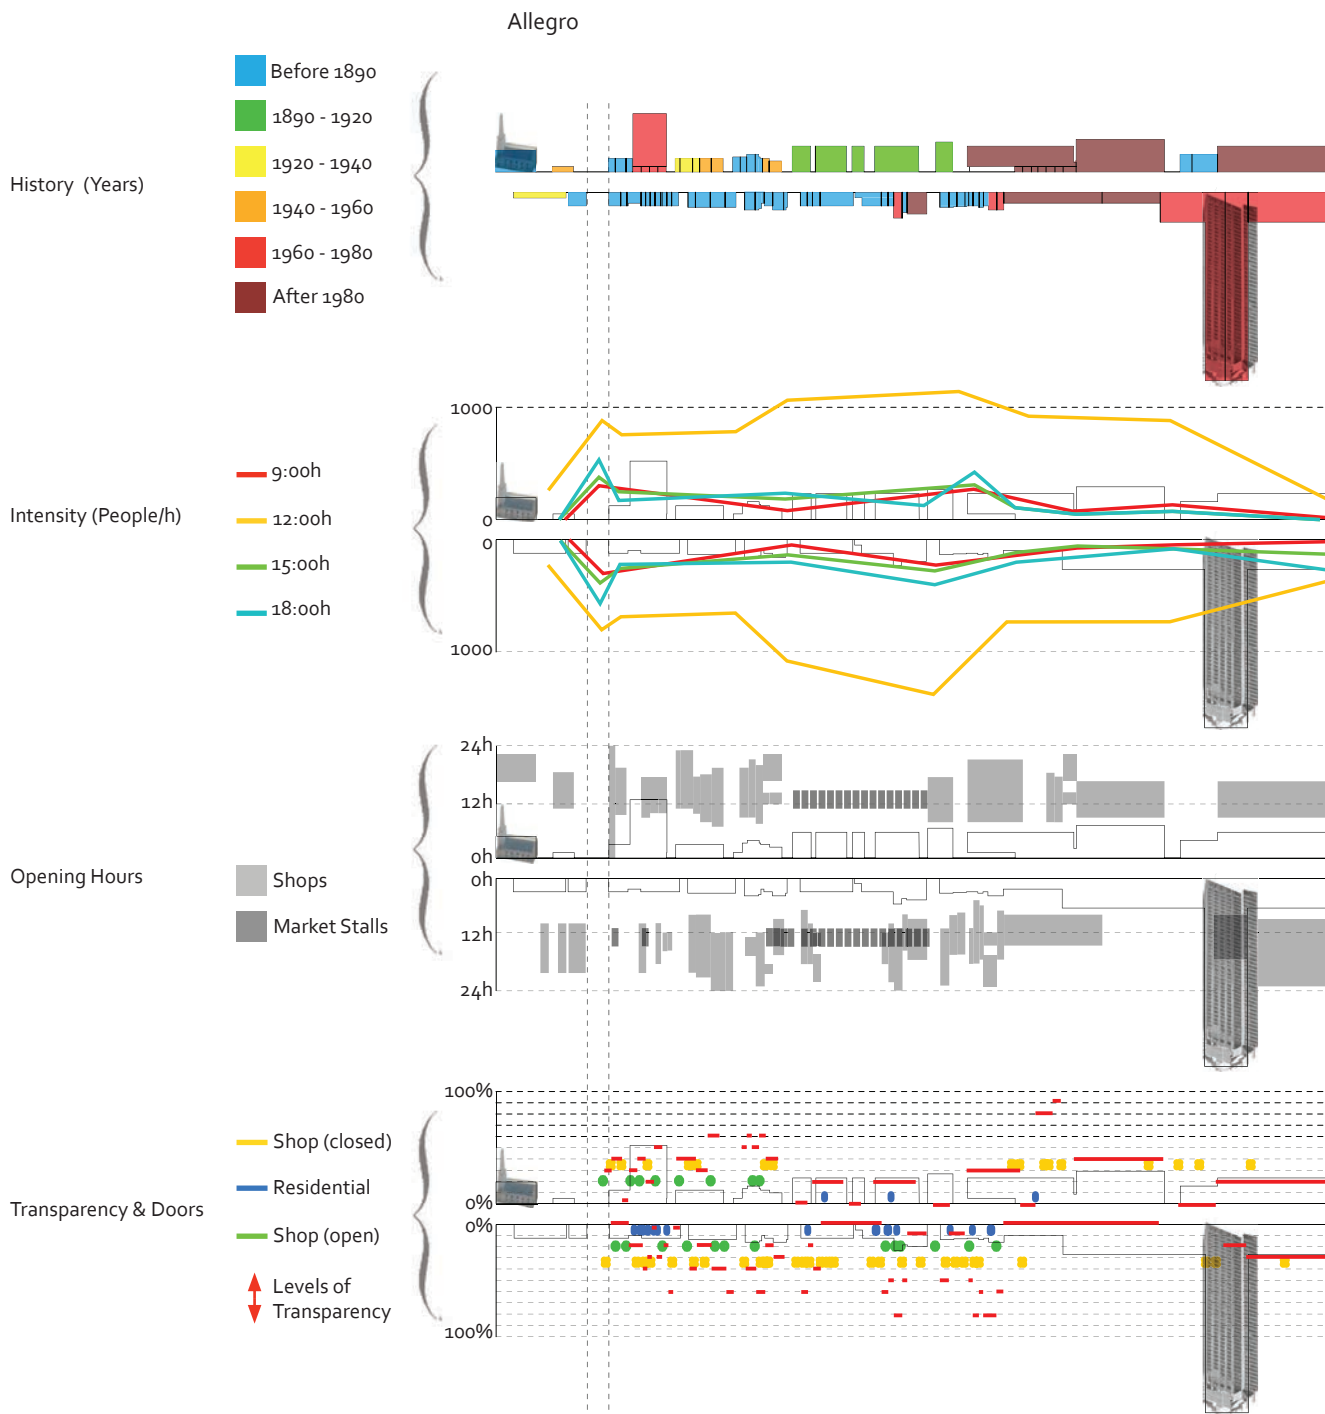 Allegro
History (Years)
Before 1890
1890 - 1920
1920 - 1940
1940 - 1960
1960 - 1980
After 1980
Intensity (People/h)
9:00h
12:00h
15:00h
18:00h
1000
0
0
1000
Opening Hours
Shops
Market Stalls
24h
12h
0h
0h
12h
24h
Transparency & Doors
Shop (closed)
Residential
Shop (open)
Levels of
Transparency
100%
0%
0%
100%